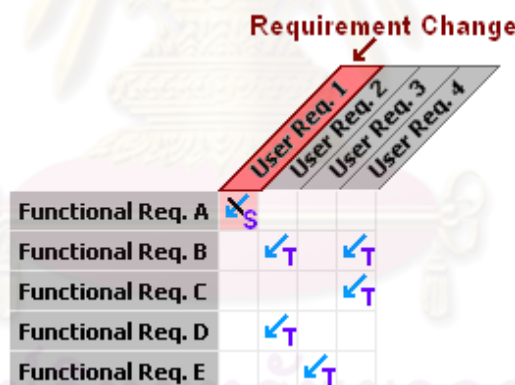 Requirement Change
User Req. 1
User Req. 2
User Req. 3
User Req. 4
Functional Req. A
S
Functional Req. B
T
T
Functional Req. C
T
Functional Req. D
T
Functional Req. E
T